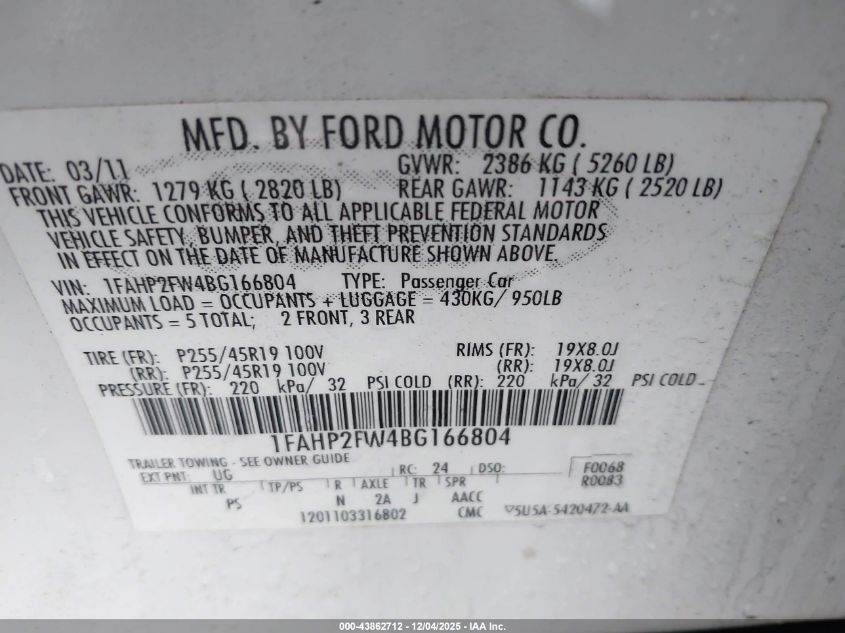 MFD. BY FORD MOTOR CO.
DATE: 03/11 GVWR: 2386 KG ( 5260 LB)
FRONT GAWR: 1279 KG ( 2820 LB) REAR GAWR: 1143 KG ( 2520 LB)
THIS VEHICLE CONFORMS TO ALL APPLICABLE FEDERAL MOTOR
VEHICLE SAFETY, BUMPER, AND THEFT PREVENTION STANDARDS
IN EFFECT ON THE DATE OF MANUFACTURE SHOWN ABOVE.
VIN: 1FAHP2FW4BG166804 TYPE: Passenger Car
MAXIMUM LOAD = OCCUPANTS + LUGGAGE = 430KG/ 950LB
OCCUPANTS = 5 TOTAL; 2 FRONT, 3 REAR
TIRE (FR): P255/45R19 100V RIMS (FR): 19X8.0J
(RR): P255/45R19 100V (RR): 19X8.0J
PRESSURE (FR): 220 kPa/ 32 PSI COLD (RR): 220 kPa/ 32 PSI COLD
1FAHP2FW4BG166804
TRAILER TOWING - SEE OWNER GUIDE
EXT PNT: UG RC: 24 DSO: F0068
INT TR TP/PS R AXLE TR SPR R0083
PS N 2A J AACC
1201103316802 CMC 5U5A-5420472-AA
000-43862712 - 12/04/2025 - IAA Inc.